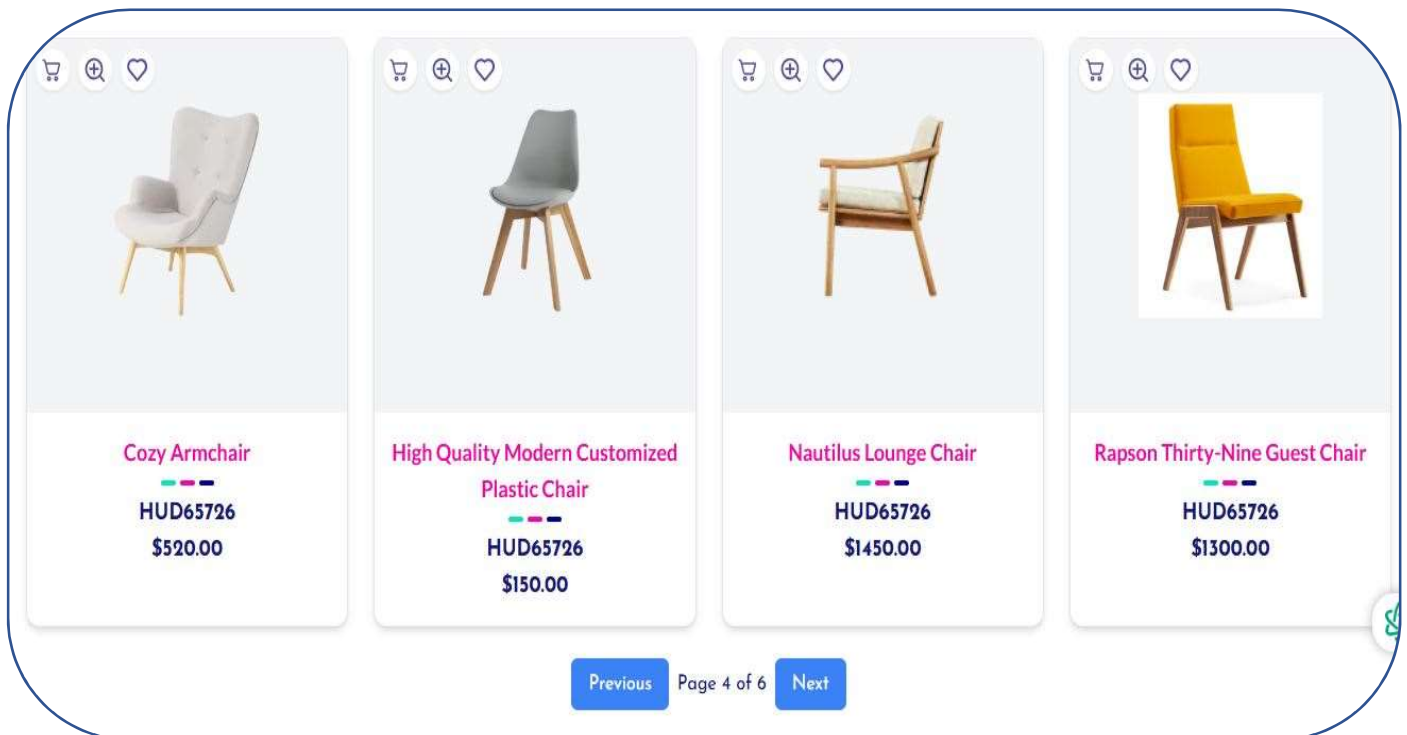 Cozy Armchair
HUD65726
$520.00
High Quality Modern Customized
Plastic Chair
HUD65726
$150.00
Nautilus Lounge Chair
HUD65726
$1450.00
Rapson Thirty-Nine Guest Chair
HUD65726
$1300.00
Previous Page 4 of 6 Next